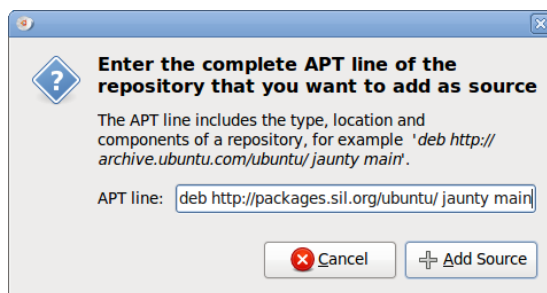 Enter the complete APT line of the
repository that you want to add as source
The APT line includes the type, location and
components of a repository, for example 'deb http://
archive.ubuntu.com/ubuntu/ jaunty main'.
APT line: deb http://packages.sil.org/ubuntu/ jaunty main
Cancel Add Source